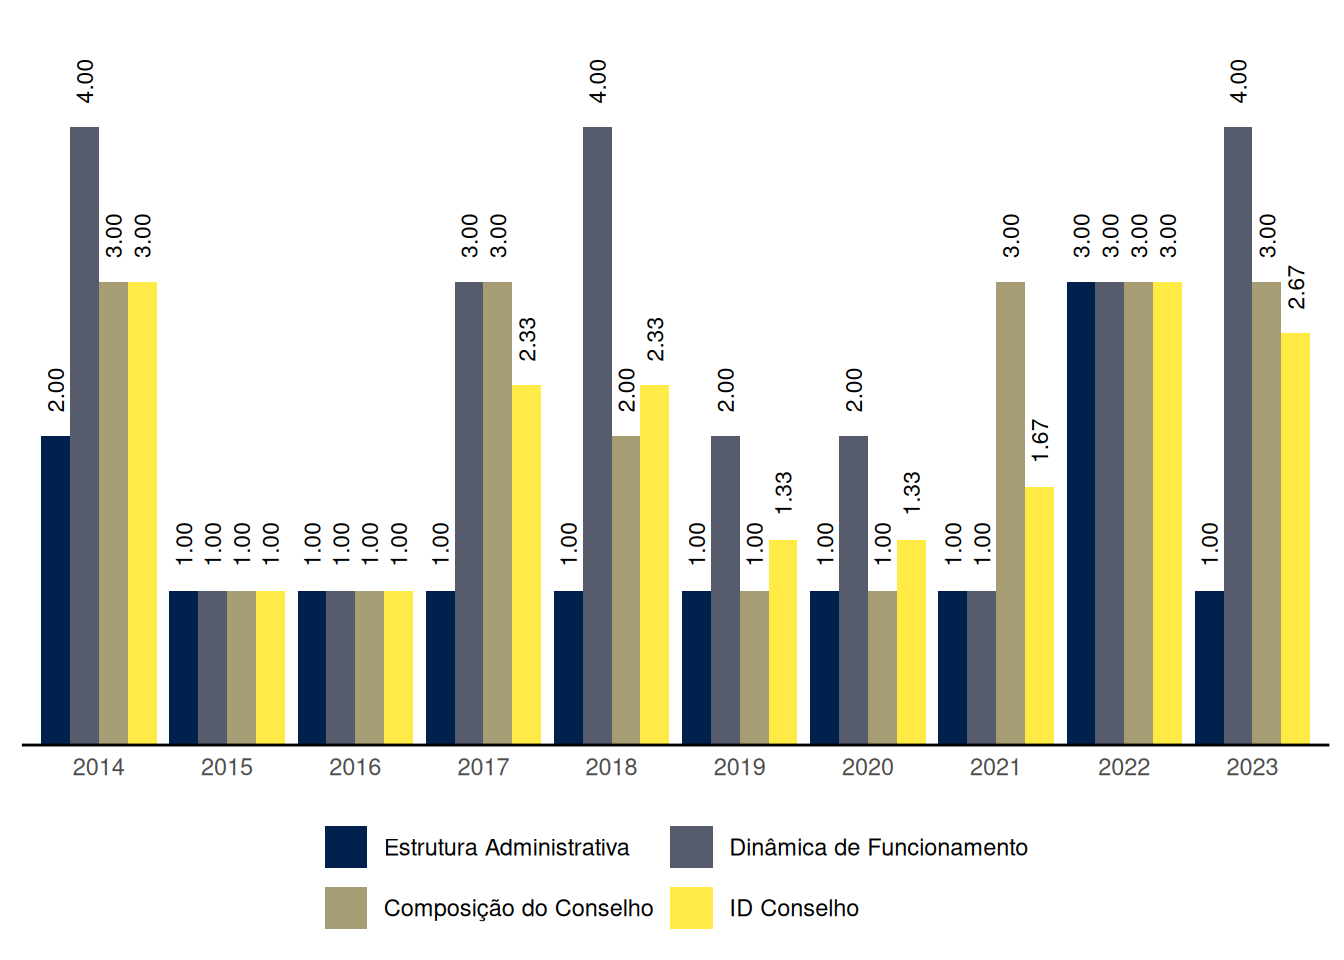 2.00 4.00 3.00 3.00
1.00 1.00 1.00 1.00
1.00 1.00 1.00 1.00
1.00 3.00 3.00 2.33
1.00 4.00 2.00 2.33
1.00 2.00 1.00 1.33
1.00 2.00 1.00 1.33
1.00 1.00 3.00 1.67
3.00 3.00 3.00 3.00
1.00 4.00 3.00 2.67
2014 2015 2016 2017 2018 2019 2020 2021 2022 2023
Estrutura Administrativa Dinâmica de Funcionamento
Composição do Conselho ID Conselho